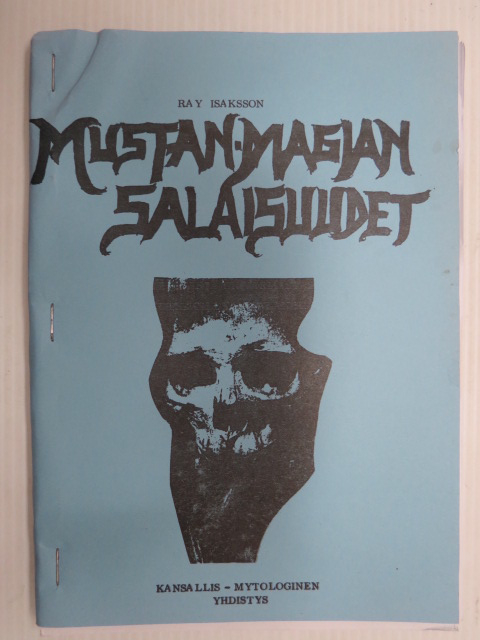 RAY ISAKSSON
MUSTAN·MAGIAN
SALAISUUDET
KANSALLIS - MYTOLOGINEN
YHDISTYS